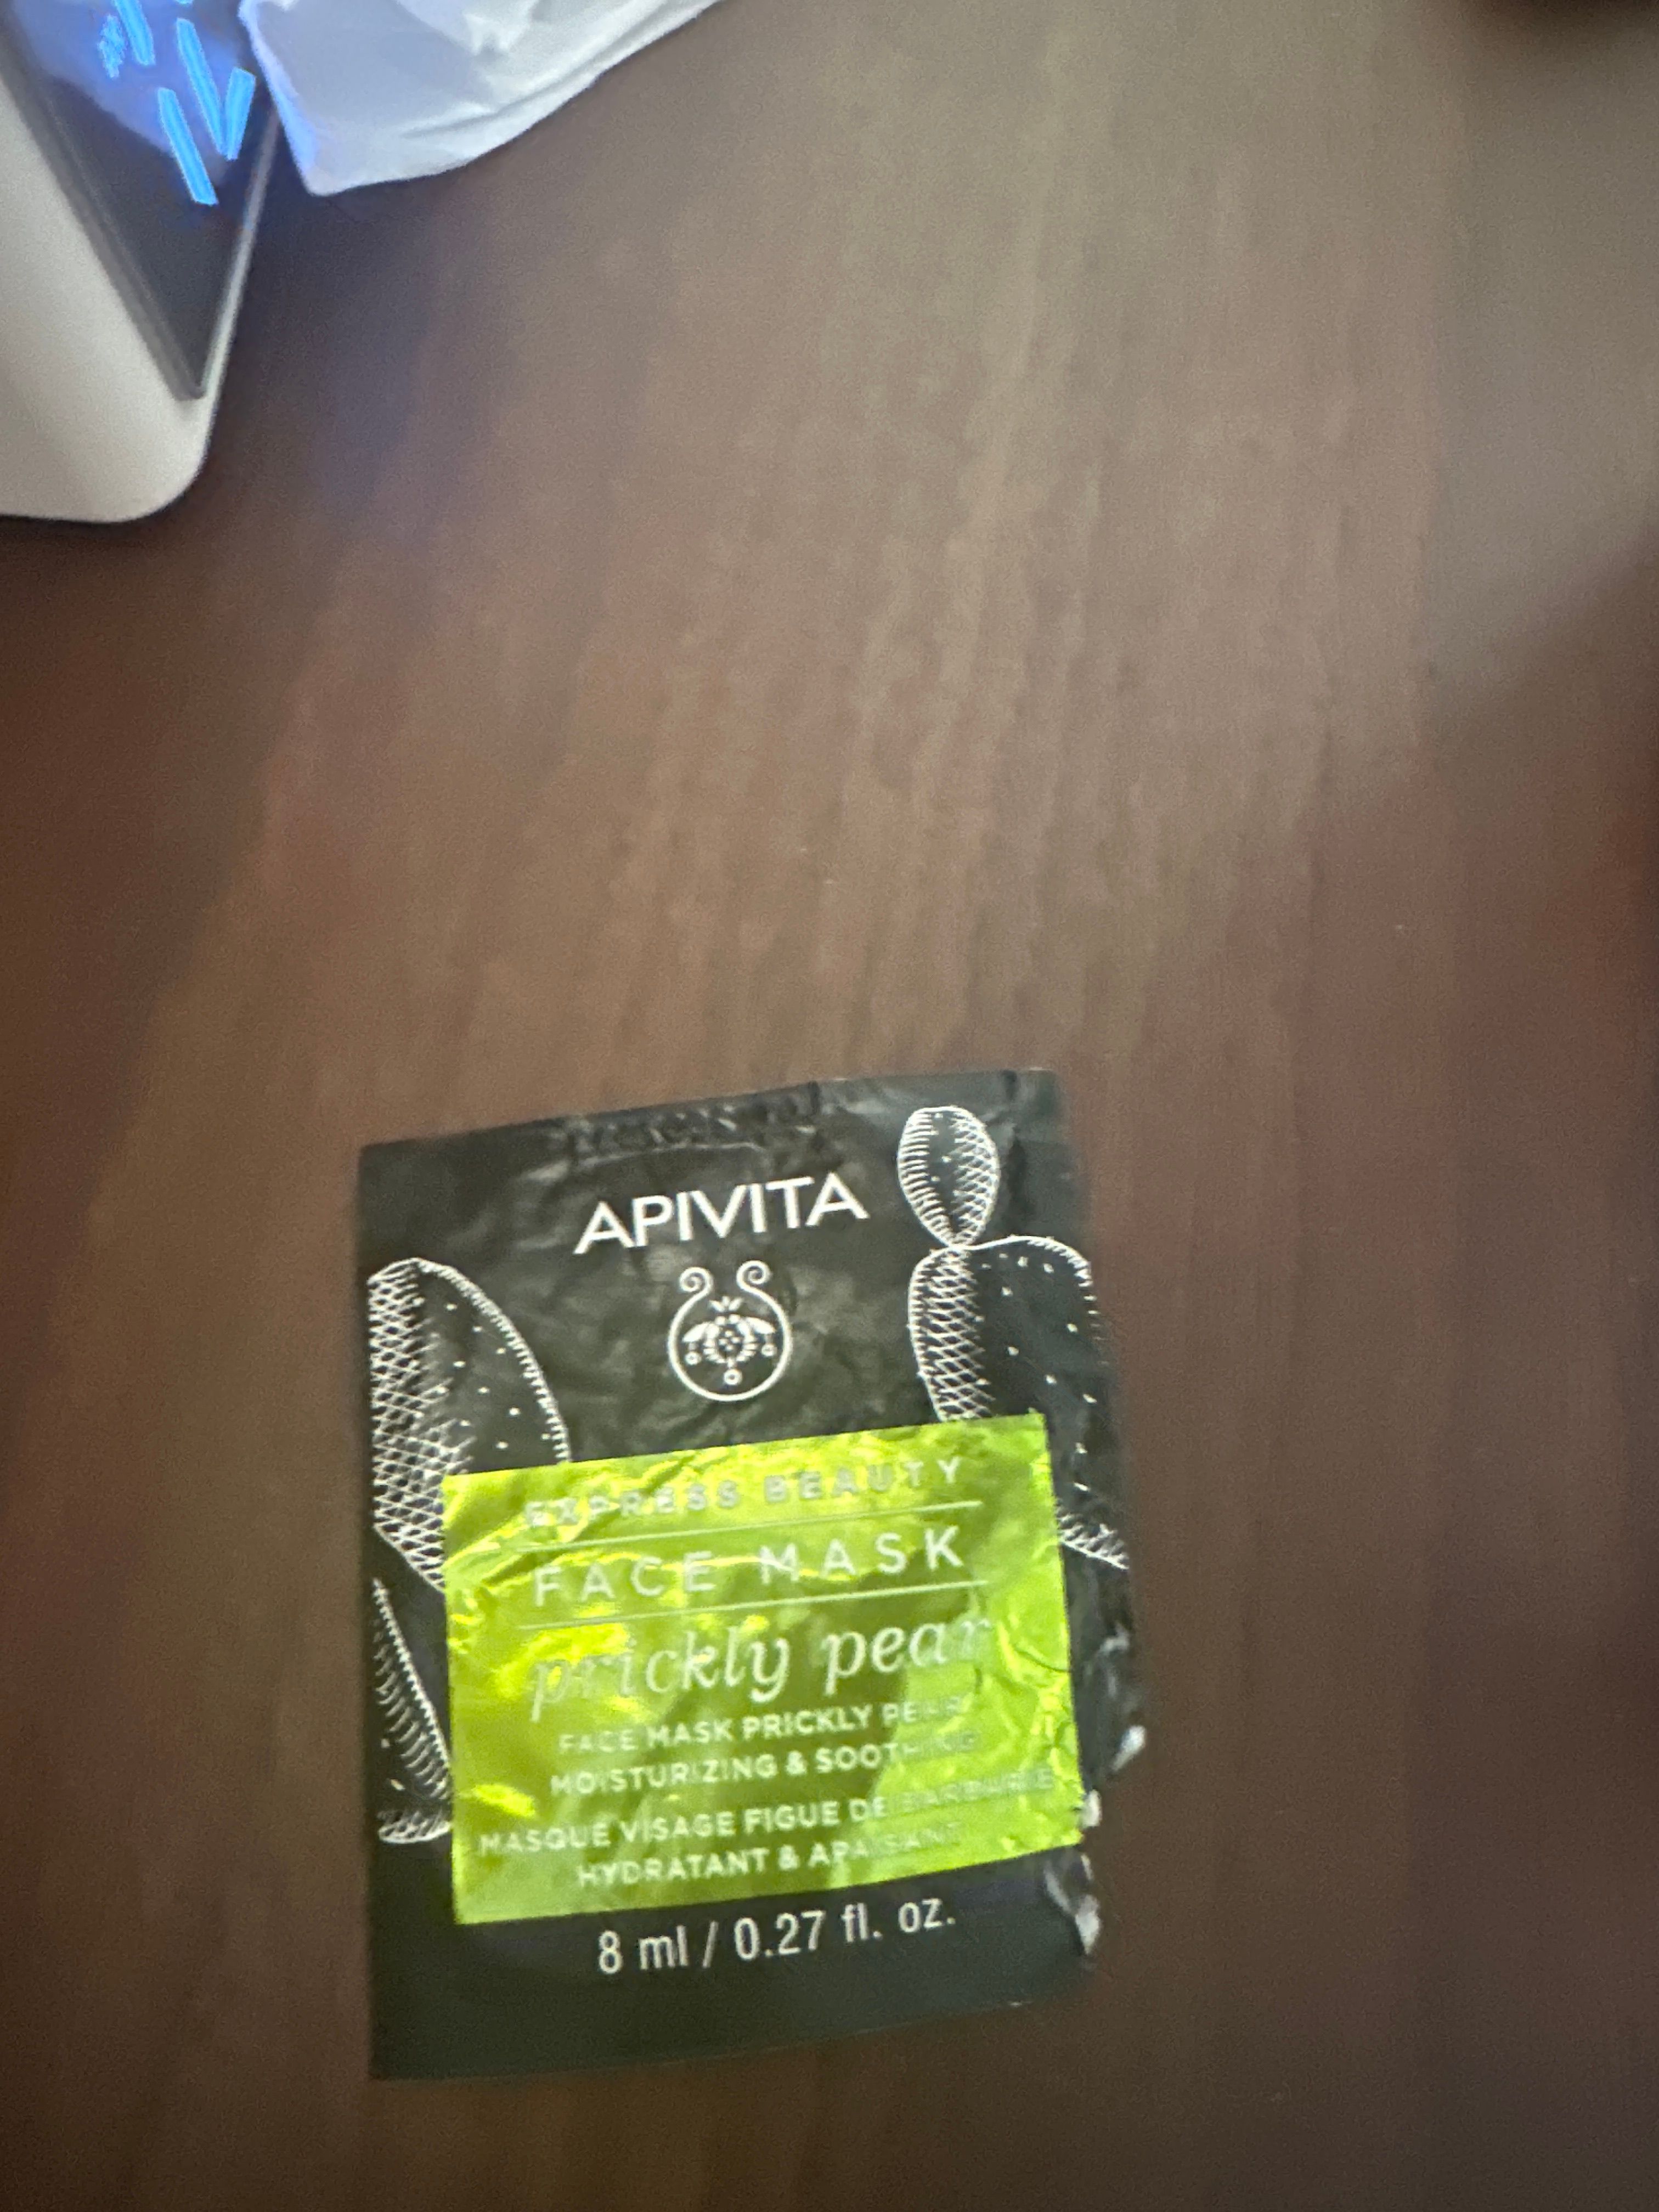 APIVITA
EXPRESS BEAUTY
FACE MASK
prickly pear
FACE MASK PRICKLY PEAR
MOISTURIZING & SOOTHING
MASQUE VISAGE FIGUE DE BARBARIE
HYDRATANT & APAISANT
8 ml / 0.27 fl. oz.